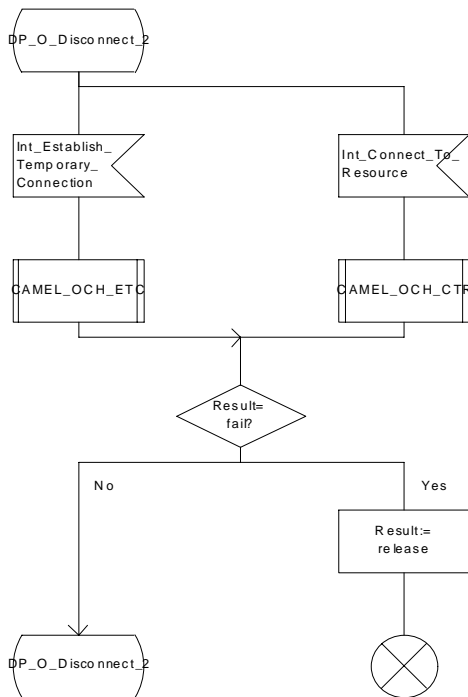 DP_O_Disconnect_2
Int_Establish_
Temporary_
Connection
Int_Connect_To_
Resource
CAMEL_OCH_ETC
CAMEL_OCH_CTR
Result=
fail?
No
Yes
Result:=
release
DP_O_Disconnect_2